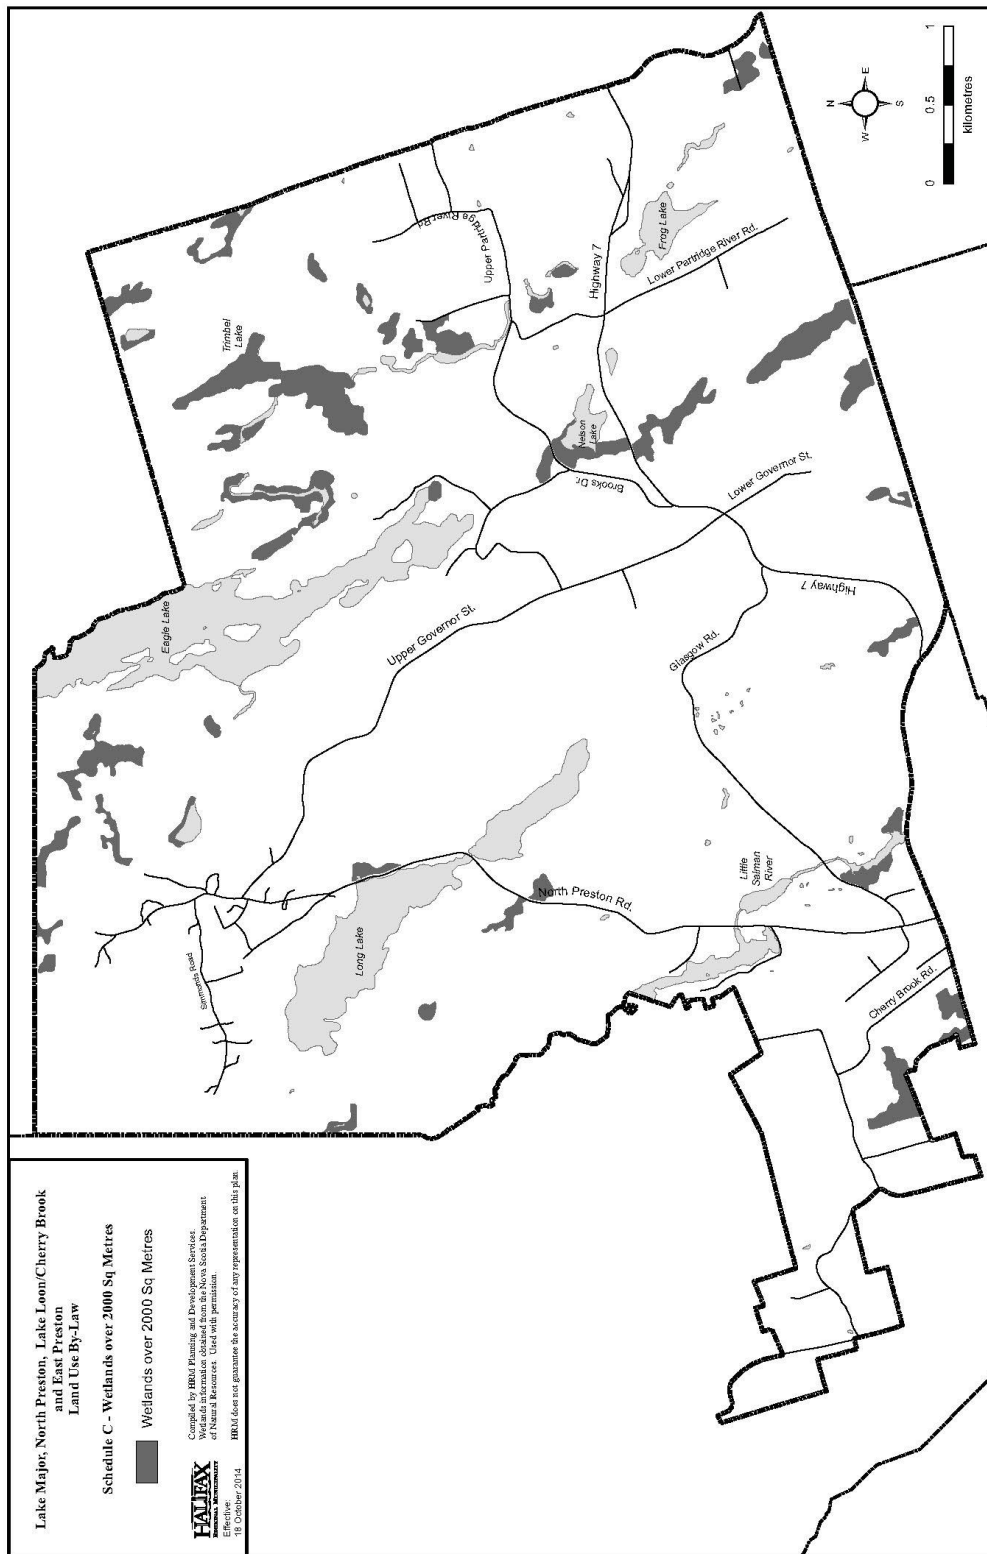 Lake Major, North Preston, Lake Loon/Cherry Brook
and East Preston
Land Use By-Law
Schedule C - Wetlands over 2000 Sq Metres
Wetlands over 2000 Sq Metres
HALIFAX
REGIONAL MUNICIPALITY
Effective:
18 October 2014
Compiled by HRM Planning and Development Services.
Wetlands information obtained from the Nova Scotia Department
of Natural Resources. Used with permission.
HRM does not guarantee the accuracy of any representation on this plan.
Eagle Lake
Trimbel
Lake
Upper Partridge River Rd
Upper Governor St.
Simmonds Road
Long Lake
North Preston Rd.
Brooks Dr.
Nelson
Lake
Highway 7
Frog Lake
Lower Partridge River Rd.
Lower Governor St.
Glasgow Rd.
Highway 7
Little
Salman
River
Cherry Brook Rd.
N
W
E
S
0
0.5
1
kilometres